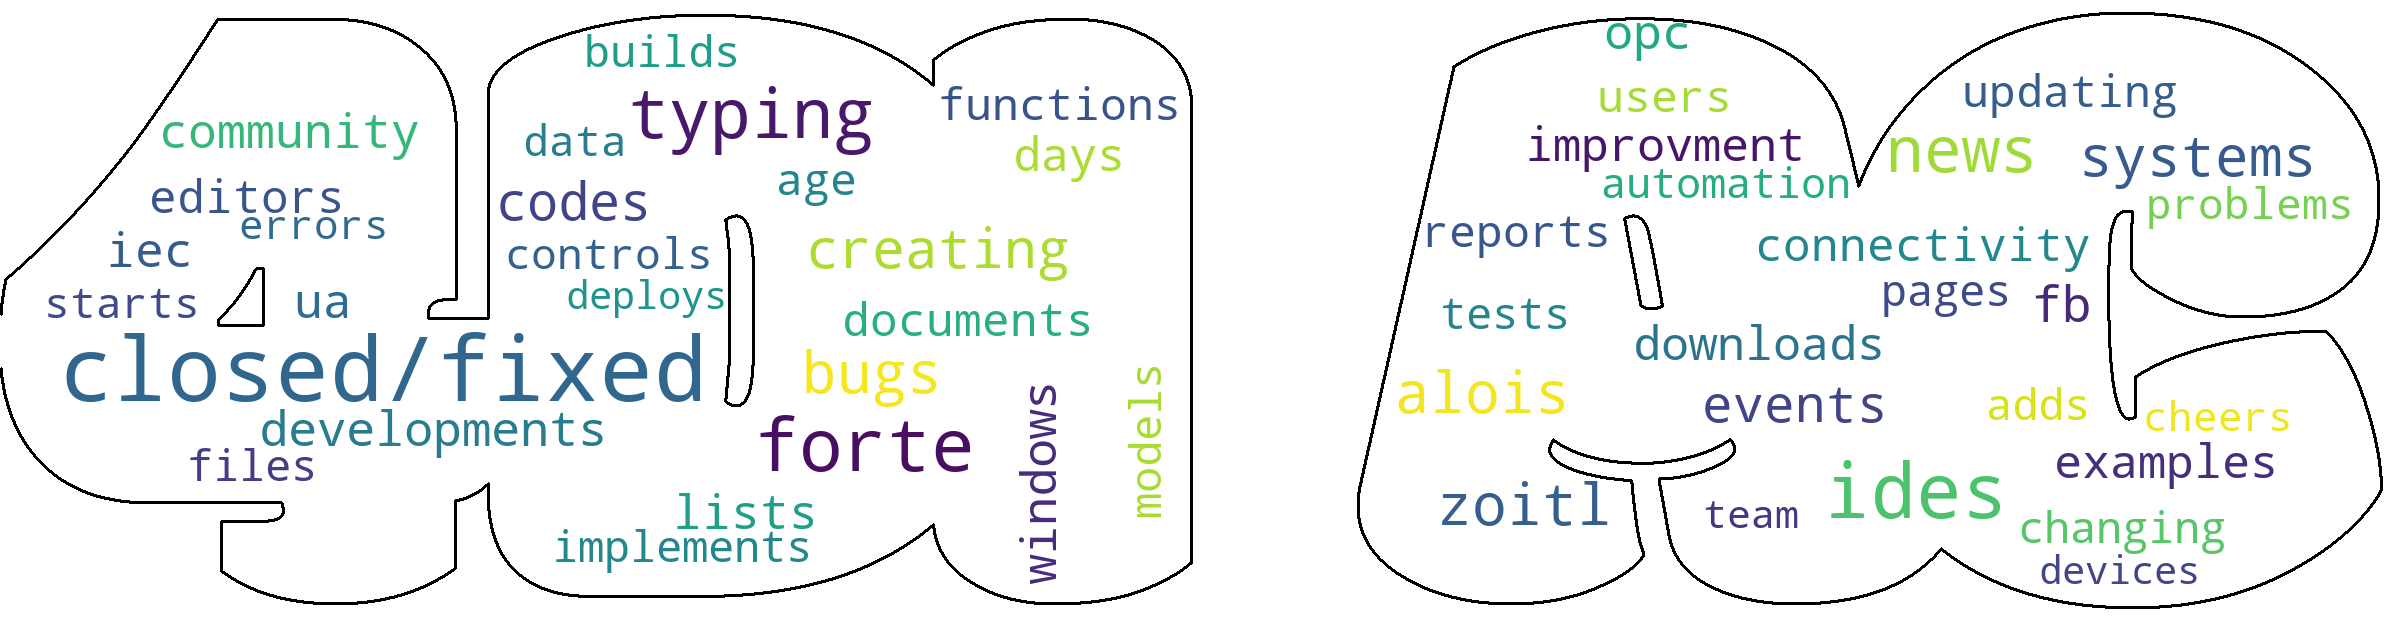 builds
typing
functions
community
data
days
age
editors
codes
errors
iec
controls
creating
starts
ua
deploys
documents
closed/fixed
bugs
developments
files
forte
windows
models
lists
implements
opc
users
updating
improvment
news
systems
automation
problems
reports
connectivity
pages
fb
tests
downloads
alois
events
adds
cheers
examples
zoitl
team
ides
changing
devices